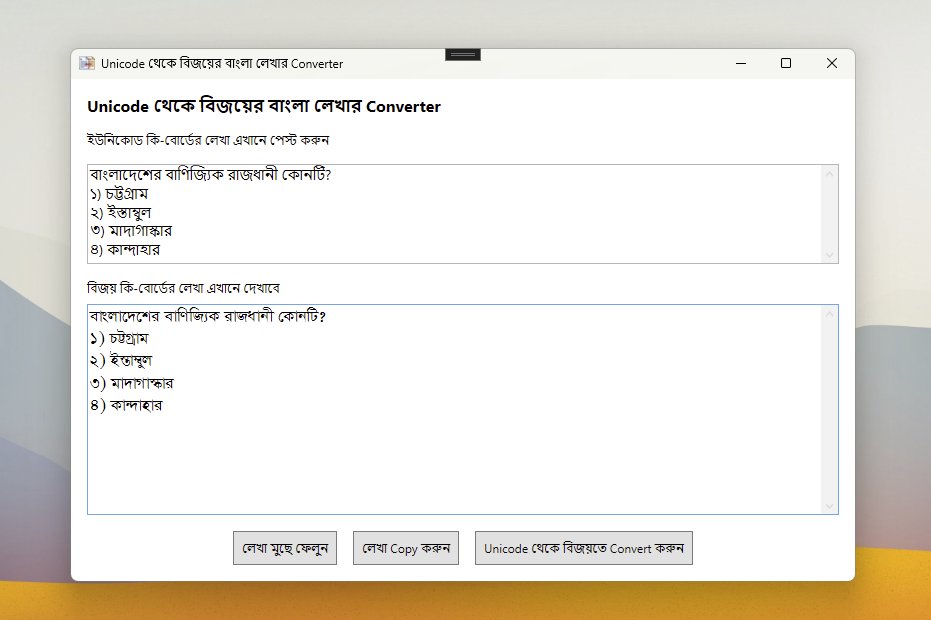 Unicode থেকে বিজয়ের বাংলা লেখার Converter
Unicode থেকে বিজয়ের বাংলা লেখার Converter
ইউনিকোড কি-বোর্ডের লেখা এখানে পেস্ট করুন
বাংলাদেশের বাণিজ্যিক রাজধানী কোনটি?
১) চট্টগ্রাম
২) ইস্তাম্বুল
৩) মাদাগাস্কার
৪) কান্দাহার
বিজয় কি-বোর্ডের লেখা এখানে দেখাবে
বাংলাদেশের বাণিজ্যিক রাজধানী কোনটি?
১) চট্টগ্রাম
২) ইস্তাম্বুল
৩) মাদাগাস্কার
৪) কান্দাহার
লেখা মুছে ফেলুন
লেখা Copy করুন
Unicode থেকে বিজয়তে Convert করুন